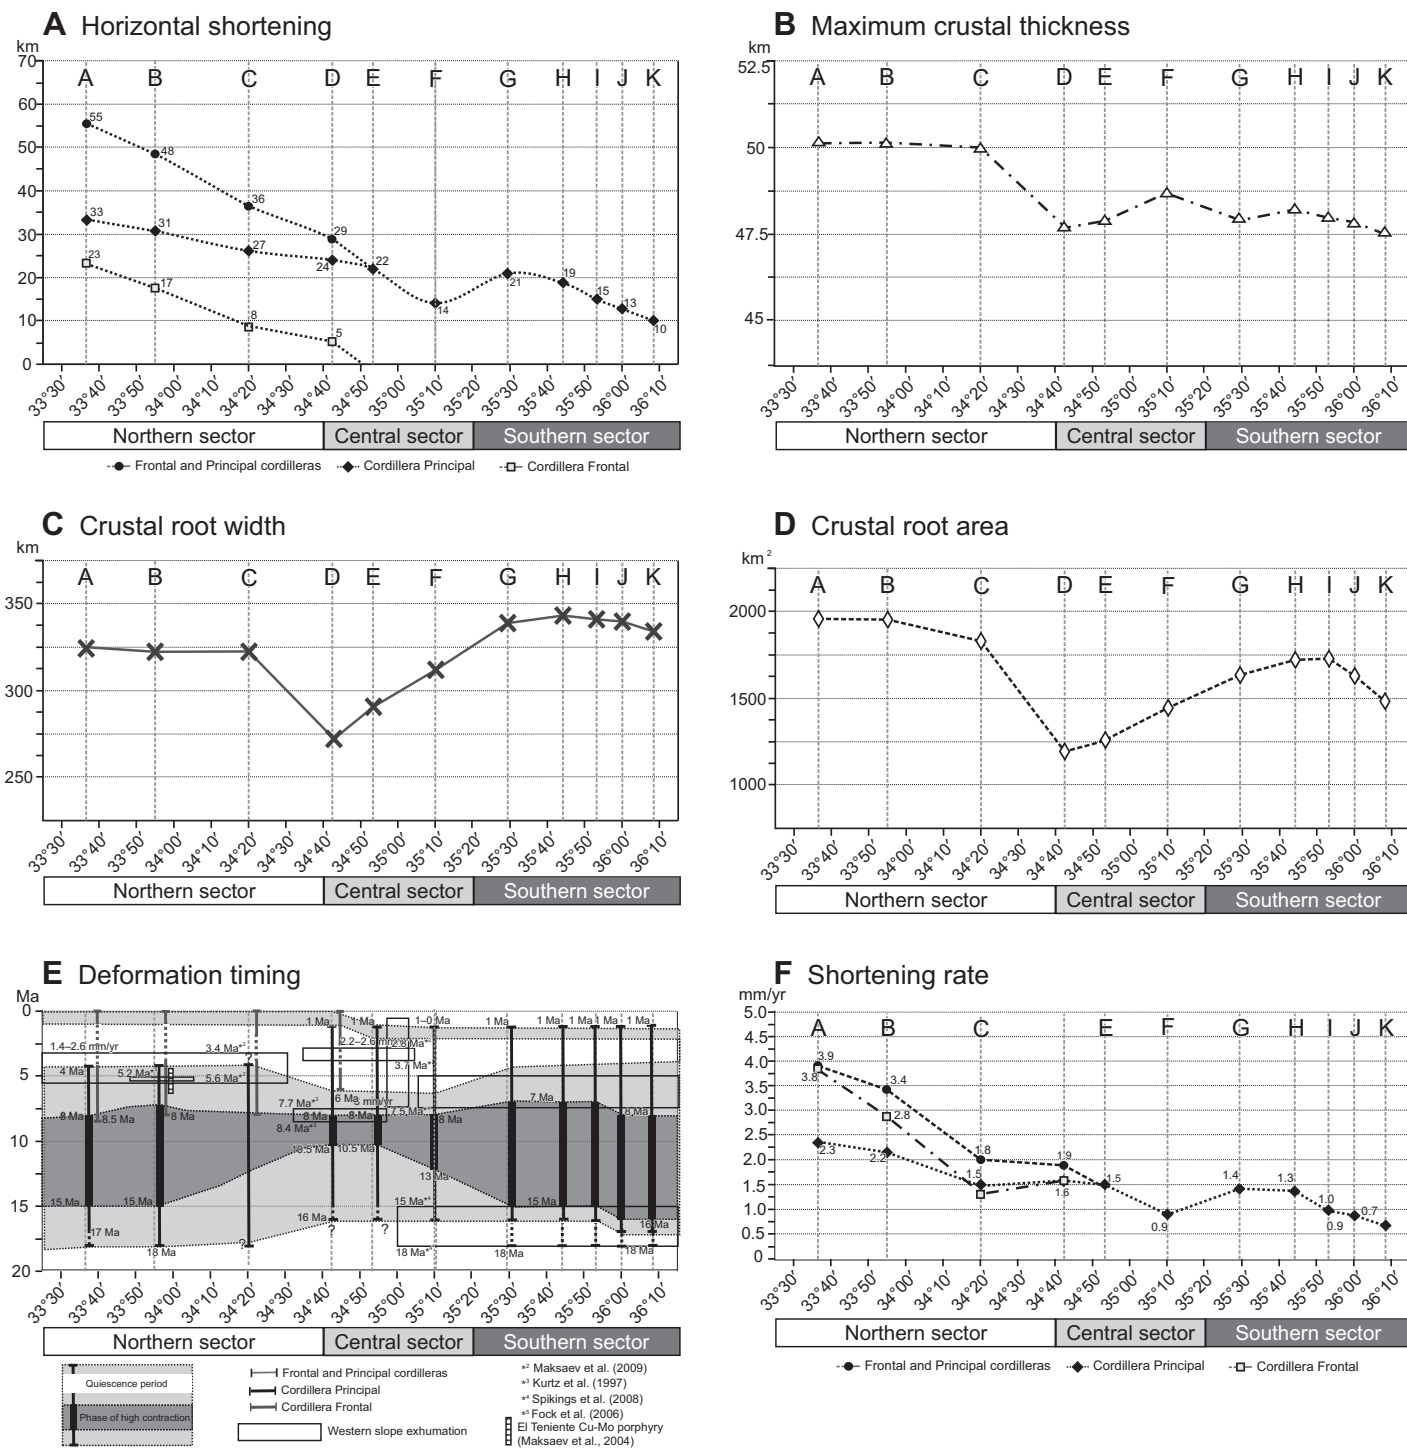 A Horizontal shortening
km
70
60
50
40
30
20
10
0
A B C D E F G H I J K
55
48
36
29
33
31
27
24
22
14
21
19
15
13
10
23
17
8
5
33°30' 33°40' 33°50' 34°00' 34°10' 34°20' 34°30' 34°40' 34°50' 35°00' 35°10' 35°20' 35°30' 35°40' 35°50' 36°00' 36°10'
Northern sector Central sector Southern sector
Frontal and Principal cordilleras Cordillera Principal Cordillera Frontal
B Maximum crustal thickness
km
52.5
50
47.5
45
A B C D E F G H I J K
33°30' 33°40' 33°50' 34°00' 34°10' 34°20' 34°30' 34°40' 34°50' 35°00' 35°10' 35°20' 35°30' 35°40' 35°50' 36°00' 36°10'
Northern sector Central sector Southern sector
C Crustal root width
km
350
300
250
A B C D E F G H I J K
33°30' 33°40' 33°50' 34°00' 34°10' 34°20' 34°30' 34°40' 34°50' 35°00' 35°10' 35°20' 35°30' 35°40' 35°50' 36°00' 36°10'
Northern sector Central sector Southern sector
D Crustal root area
km²
2000
1500
1000
A B C D E F G H I J K
33°30' 33°40' 33°50' 34°00' 34°10' 34°20' 34°30' 34°40' 34°50' 35°00' 35°10' 35°20' 35°30' 35°40' 35°50' 36°00' 36°10'
Northern sector Central sector Southern sector
E Deformation timing
Ma
0
5
10
15
20
1 Ma 1 Ma 1–0 Ma 1 Ma 1 Ma 1 Ma 1 Ma 1 Ma
1.4–2.6 mm/yr 3.4 Ma*² ? 2.2–2.6 mm/yr
3.7 Ma
4 Ma 5.2 Ma 5.6 Ma*²
6 Ma 3 mm/yr 7 Ma
7.7 Ma*³ 7.5 Ma
8 Ma 8.5 Ma 8 Ma 8 Ma 8 Ma 8 Ma 8 Ma
8.4 Ma*³
10.5 Ma 10.5 Ma
13 Ma
15 Ma 15 Ma 15 Ma*⁴ 15 Ma
16 Ma 16 Ma
17 Ma ? ?
18 Ma ? 18 Ma*⁴ 18 Ma 18 Ma
33°30' 33°40' 33°50' 34°00' 34°10' 34°20' 34°30' 34°40' 34°50' 35°00' 35°10' 35°20' 35°30' 35°40' 35°50' 36°00' 36°10'
Northern sector Central sector Southern sector
Quiescence period
Phase of high contraction
Frontal and Principal cordilleras
Cordillera Principal
Cordillera Frontal
Western slope exhumation
*² Maksaev et al. (2009)
*³ Kurtz et al. (1997)
*⁴ Spikings et al. (2008)
*⁵ Fock et al. (2006)
El Teniente Cu-Mo porphyry
(Maksaev et al., 2004)
F Shortening rate
mm/yr
5.0
4.5
4.0
3.5
3.0
2.5
2.0
1.5
1.0
0.5
0
A B C D E F G H I J K
3.9
3.8
3.4
2.8
2.3
2.2
1.8
1.5
1.9
1.6
1.5
0.9
1.4
1.3
1.0
0.9
0.7
33°30' 33°40' 33°50' 34°00' 34°10' 34°20' 34°30' 34°40' 34°50' 35°00' 35°10' 35°20' 35°30' 35°40' 35°50' 36°00' 36°10'
Northern sector Central sector Southern sector
Frontal and Principal cordilleras Cordillera Principal Cordillera Frontal